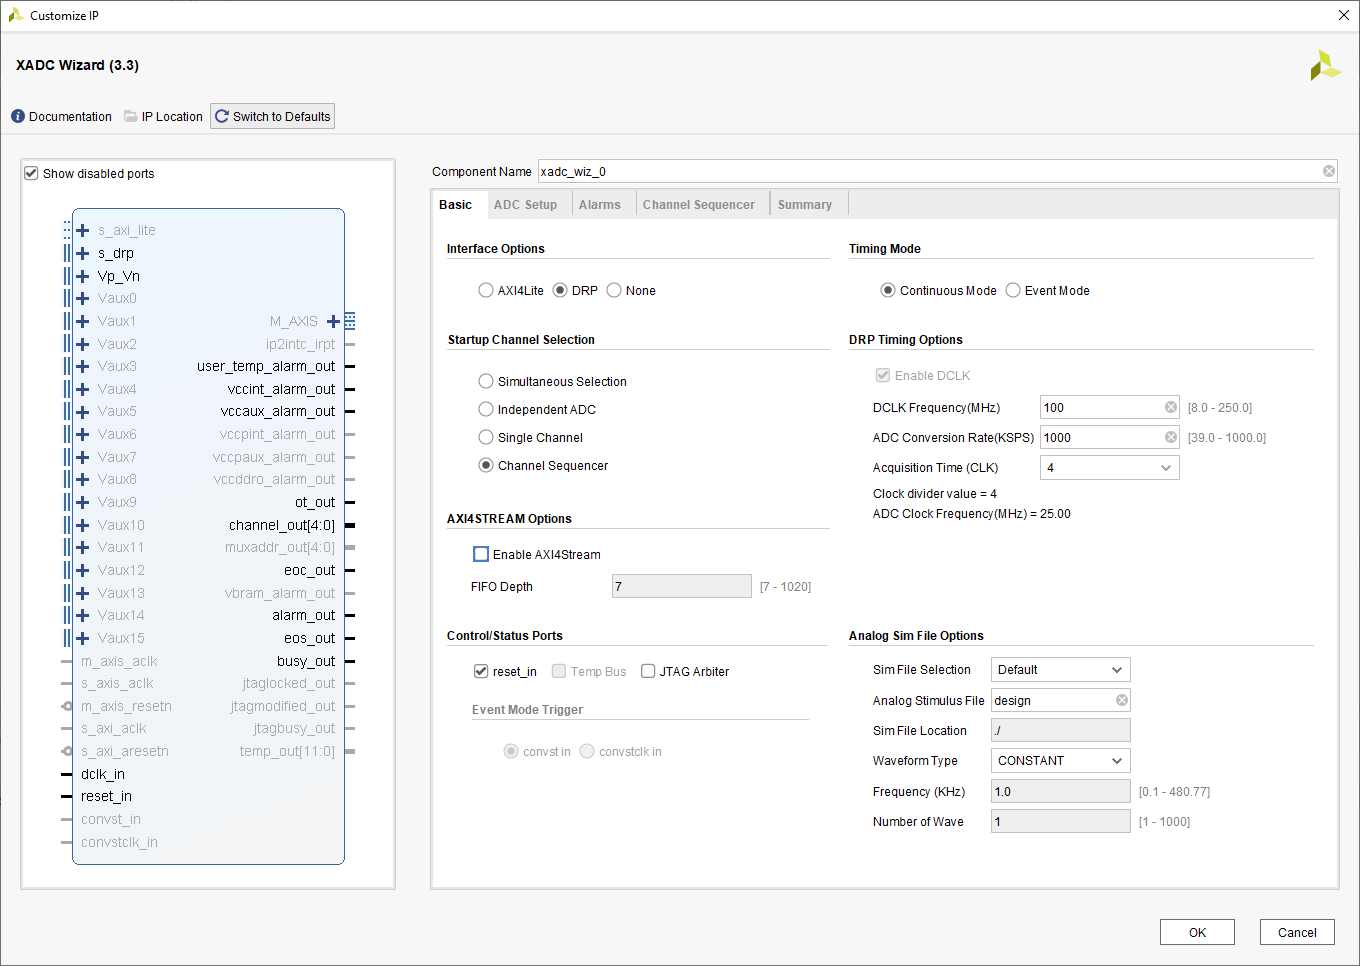 Customize IP
XADC Wizard (3.3)
Documentation IP Location Switch to Defaults
Show disabled ports
s_axi_lite
s_drp
Vp_Vn
Vaux0
Vaux1
Vaux2
Vaux3
Vaux4
Vaux5
Vaux6
Vaux7
Vaux8
Vaux9
Vaux10
Vaux11
Vaux12
Vaux13
Vaux14
Vaux15
m_axis_aclk
s_axis_aclk
m_axis_resetn
s_axi_aclk
s_axi_aresetn
dclk_in
reset_in
convst_in
convstclk_in
M_AXIS
ip2intc_irpt
user_temp_alarm_out
vccint_alarm_out
vccaux_alarm_out
vccpint_alarm_out
vccpaux_alarm_out
vccddro_alarm_out
ot_out
channel_out[4:0]
muxaddr_out[4:0]
eoc_out
vbram_alarm_out
alarm_out
eos_out
busy_out
jtaglocked_out
jtagmodified_out
jtagbusy_out
temp_out[11:0]
Component Name xadc_wiz_0
Basic ADC Setup Alarms Channel Sequencer Summary
Interface Options
AXI4Lite DRP None
Startup Channel Selection
Simultaneous Selection
Independent ADC
Single Channel
Channel Sequencer
AXI4STREAM Options
Enable AXI4Stream
FIFO Depth 7 [7 - 1020]
Control/Status Ports
reset_in Temp Bus JTAG Arbiter
Event Mode Trigger
convst in convstclk in
Timing Mode
Continuous Mode Event Mode
DRP Timing Options
Enable DCLK
DCLK Frequency(MHz) 100 [8.0 - 250.0]
ADC Conversion Rate(KSPS) 1000 [39.0 - 1000.0]
Acquisition Time (CLK) 4
Clock divider value = 4
ADC Clock Frequency(MHz) = 25.00
Analog Sim File Options
Sim File Selection Default
Analog Stimulus File design
Sim File Location ./
Waveform Type CONSTANT
Frequency (KHz) 1.0 [0.1 - 480.77]
Number of Wave 1 [1 - 1000]
OK Cancel